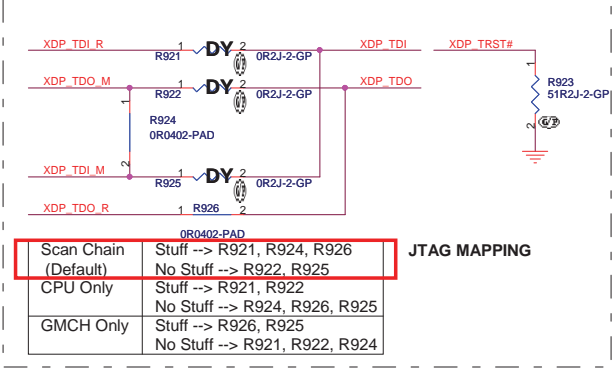 XDP_TDI_R 1 DY 2 XDP_TDI XDP_TRST#
R921 0R2J-2-GP
XDP_TDO_M 1 DY 2 XDP_TDO
R922 0R2J-2-GP
1 R923
51R2J-2-GP
2
1 R924
0R0402-PAD
2
XDP_TDI_M 1 DY 2
R925 0R2J-2-GP
XDP_TDO_R 1 R926 2
0R0402-PAD
Scan Chain Stuff --> R921, R924, R926 JTAG MAPPING
(Default) No Stuff --> R922, R925
CPU Only Stuff --> R921, R922
No Stuff --> R924, R926, R925
GMCH Only Stuff --> R926, R925
No Stuff --> R921, R922, R924